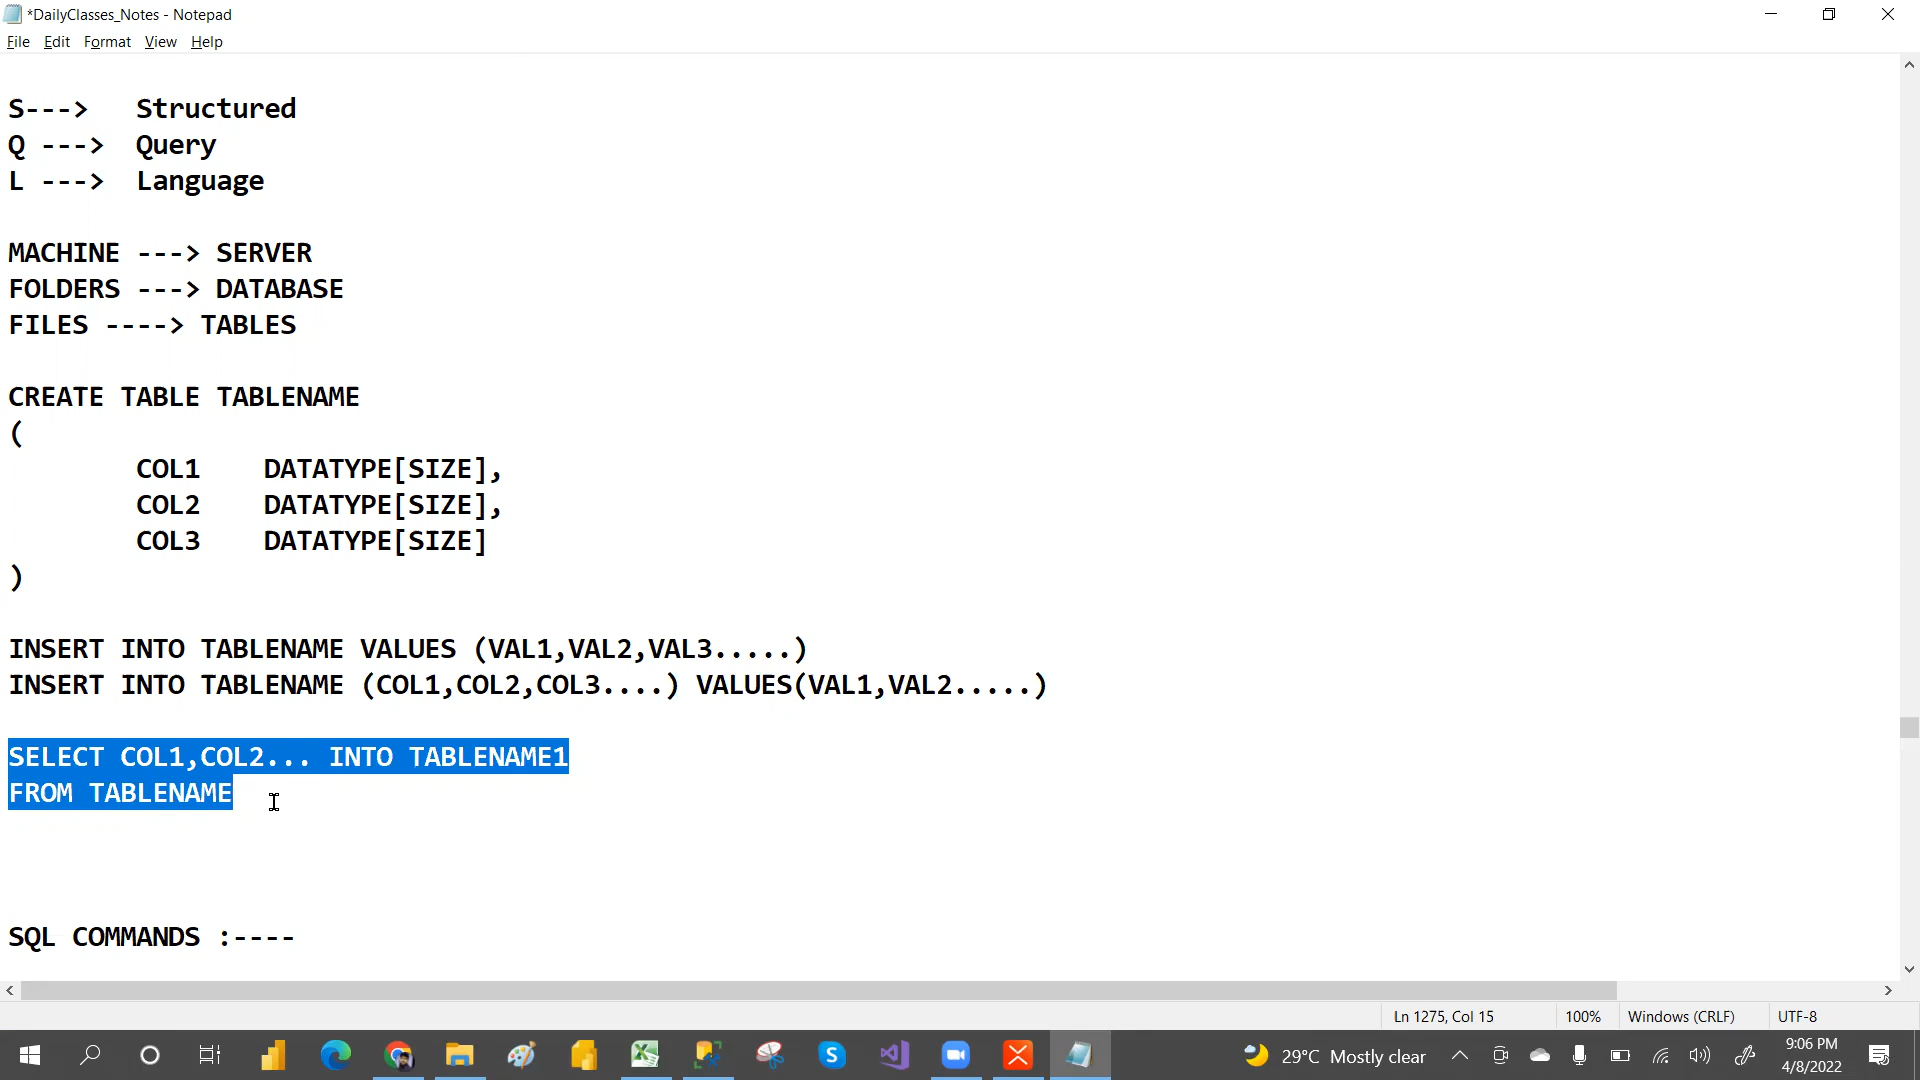 *DailyClasses_Notes - Notepad
File Edit Format View Help
S---> Structured
Q ---> Query
L ---> Language
MACHINE ---> SERVER
FOLDERS ---> DATABASE
FILES ----> TABLES
CREATE TABLE TABLENAME
(
COL1 DATATYPE[SIZE],
COL2 DATATYPE[SIZE],
COL3 DATATYPE[SIZE]
)
INSERT INTO TABLENAME VALUES (VAL1,VAL2,VAL3.....)
INSERT INTO TABLENAME (COL1,COL2,COL3....) VALUES(VAL1,VAL2.....)
SELECT COL1,COL2... INTO TABLENAME1
FROM TABLENAME
SQL COMMANDS :----
Ln 1275, Col 15 100% Windows (CRLF) UTF-8
29°C Mostly clear
9:06 PM
4/8/2022